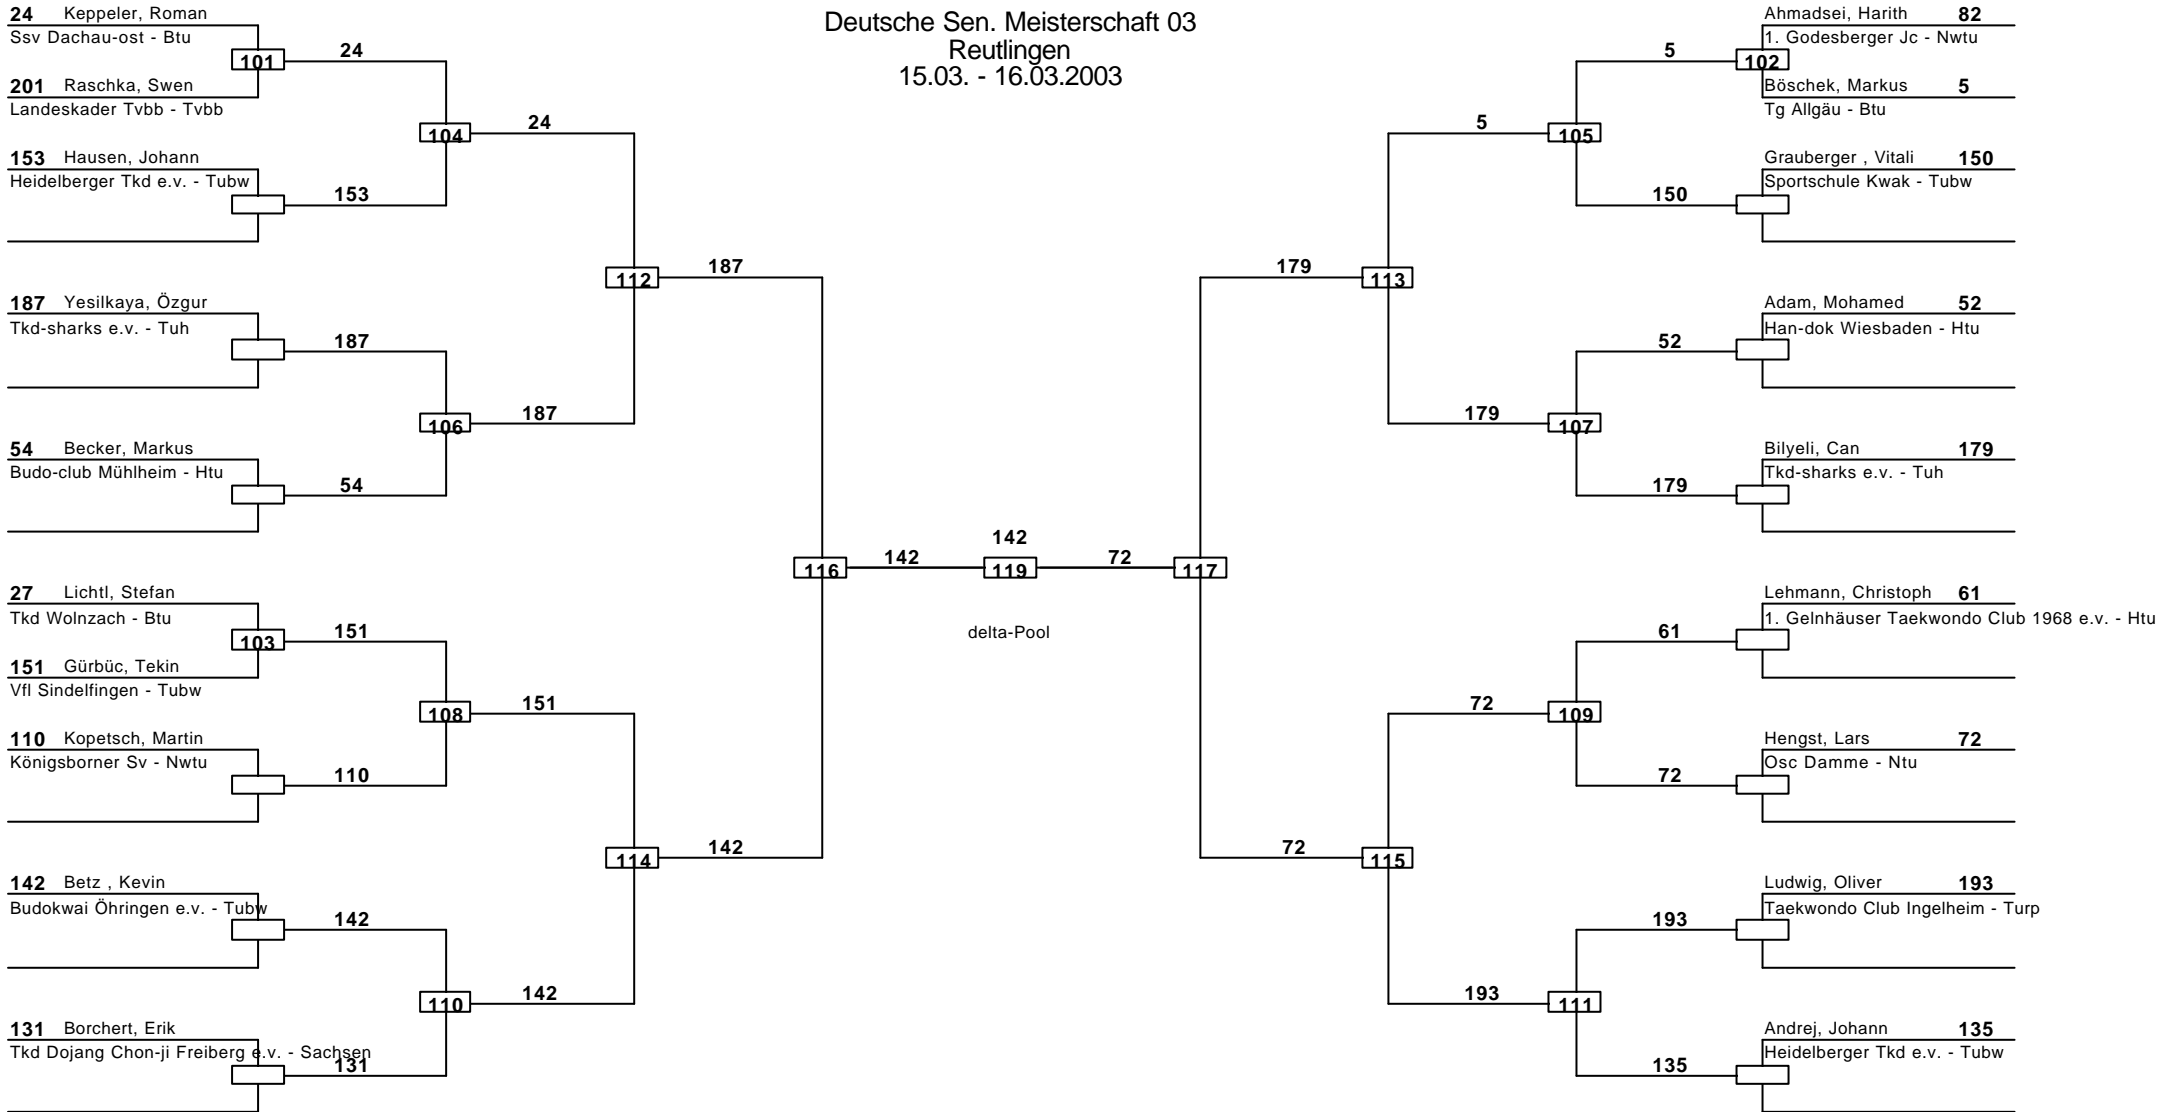 Deutsche Sen. Meisterschaft 03
Reutlingen
15.03. - 16.03.2003
24 Keppeler, Roman
Ssv Dachau-ost - Btu
101
24
201 Raschka, Swen
Landeskader Tvbb - Tvbb
104
24
153 Hausen, Johann
Heidelberger Tkd e.v. - Tubw
153
112
187
187 Yesilkaya, Özgur
Tkd-sharks e.v. - Tuh
187
106
187
54 Becker, Markus
Budo-club Mühlheim - Htu
54
116
142
27 Lichtl, Stefan
Tkd Wolnzach - Btu
103
151
151 Gürbüc, Tekin
Vfl Sindelfingen - Tubw
108
151
110 Kopetsch, Martin
Königsborner Sv - Nwtu
110
114
142
142 Betz , Kevin
Budokwai Öhringen e.v. - Tubw
142
110
142
131 Borchert, Erik
Tkd Dojang Chon-ji Freiberg e.v. - Sachsen
131
142
119
delta-Pool
Ahmadsei, Harith 82
1. Godesberger Jc - Nwtu
5
102
Böschek, Markus 5
Tg Allgäu - Btu
5
105
Grauberger , Vitali 150
Sportschule Kwak - Tubw
150
179
113
Adam, Mohamed 52
Han-dok Wiesbaden - Htu
52
179
107
Bilyeli, Can 179
Tkd-sharks e.v. - Tuh
179
72
117
Lehmann, Christoph 61
1. Gelnhäuser Taekwondo Club 1968 e.v. - Htu
61
72
109
Hengst, Lars 72
Osc Damme - Ntu
72
72
115
Ludwig, Oliver 193
Taekwondo Club Ingelheim - Turp
193
193
111
Andrej, Johann 135
Heidelberger Tkd e.v. - Tubw
135